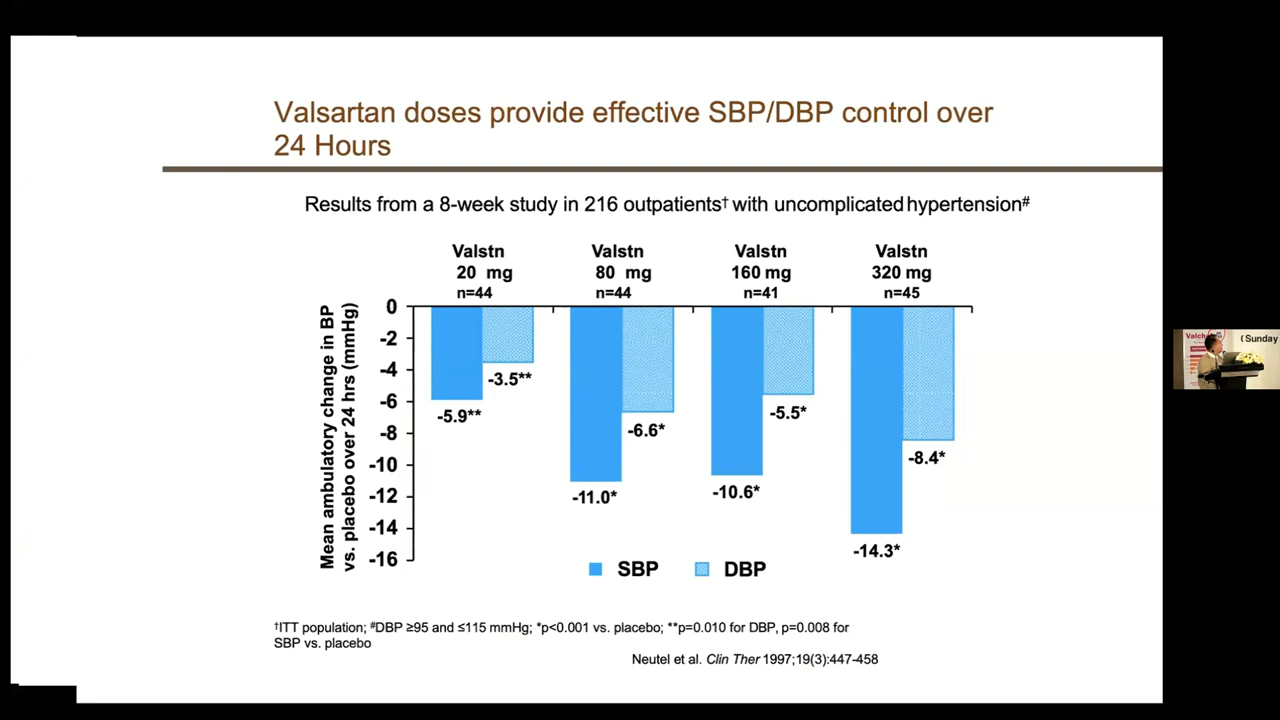 Valsartan doses provide effective SBP/DBP control over
24 Hours
Results from a 8-week study in 216 outpatients† with uncomplicated hypertension#
Valstn
20 mg
n=44
Valstn
80 mg
n=44
Valstn
160 mg
n=41
Valstn
320 mg
n=45
Mean ambulatory change in BP
vs. placebo over 24 hrs (mmHg)
0
-2
-4
-6
-8
-10
-12
-14
-16
-5.9**
-3.5**
-11.0*
-6.6*
-10.6*
-5.5*
-14.3*
-8.4*
SBP
DBP
†ITT population; #DBP ≥95 and ≤115 mmHg; *p<0.001 vs. placebo; **p=0.010 for DBP, p=0.008 for
SBP vs. placebo
Neutel et al. Clin Ther 1997;19(3):447-458
Sunday